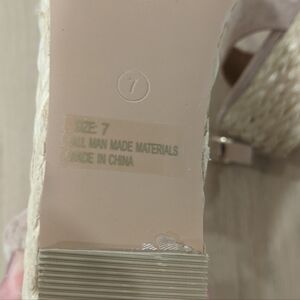 7
SIZE: 7
ALL MAN MADE MATERIALS
MADE IN CHINA